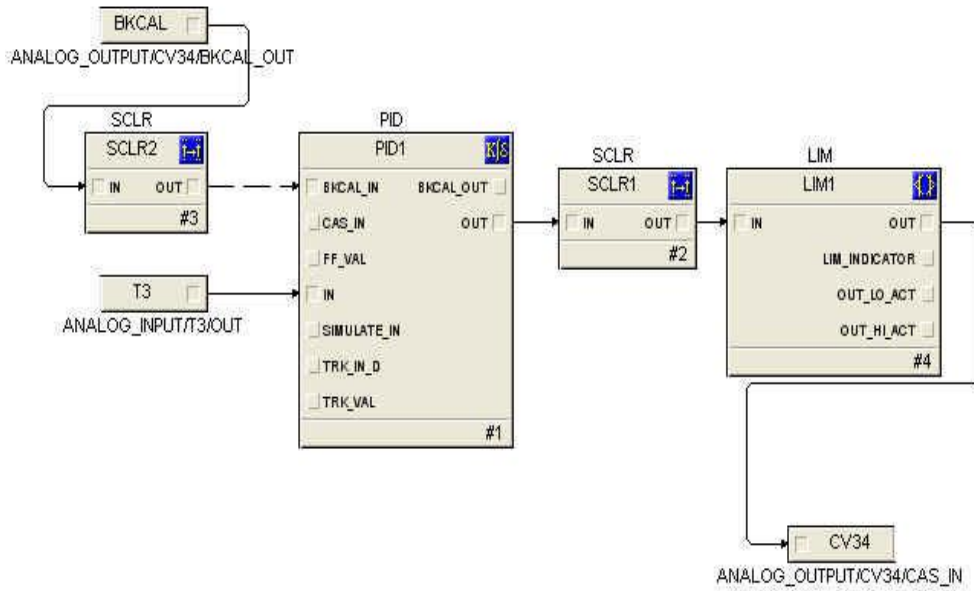 BKCAL
ANALOG_OUTPUT/CV34/BKCAL_OUT
SCLR
SCLR2
IN OUT
#3
T3
ANALOG_INPUT/T3/OUT
PID
PID1
BKCAL_IN BKCAL_OUT
CAS_IN OUT
FF_VAL
IN
SIMULATE_IN
TRK_IN_D
TRK_VAL
#1
SCLR
SCLR1
IN OUT
#2
LIM
LIM1
IN OUT
LIM_INDICATOR
OUT_LO_ACT
OUT_HI_ACT
#4
CV34
ANALOG_OUTPUT/CV34/CAS_IN